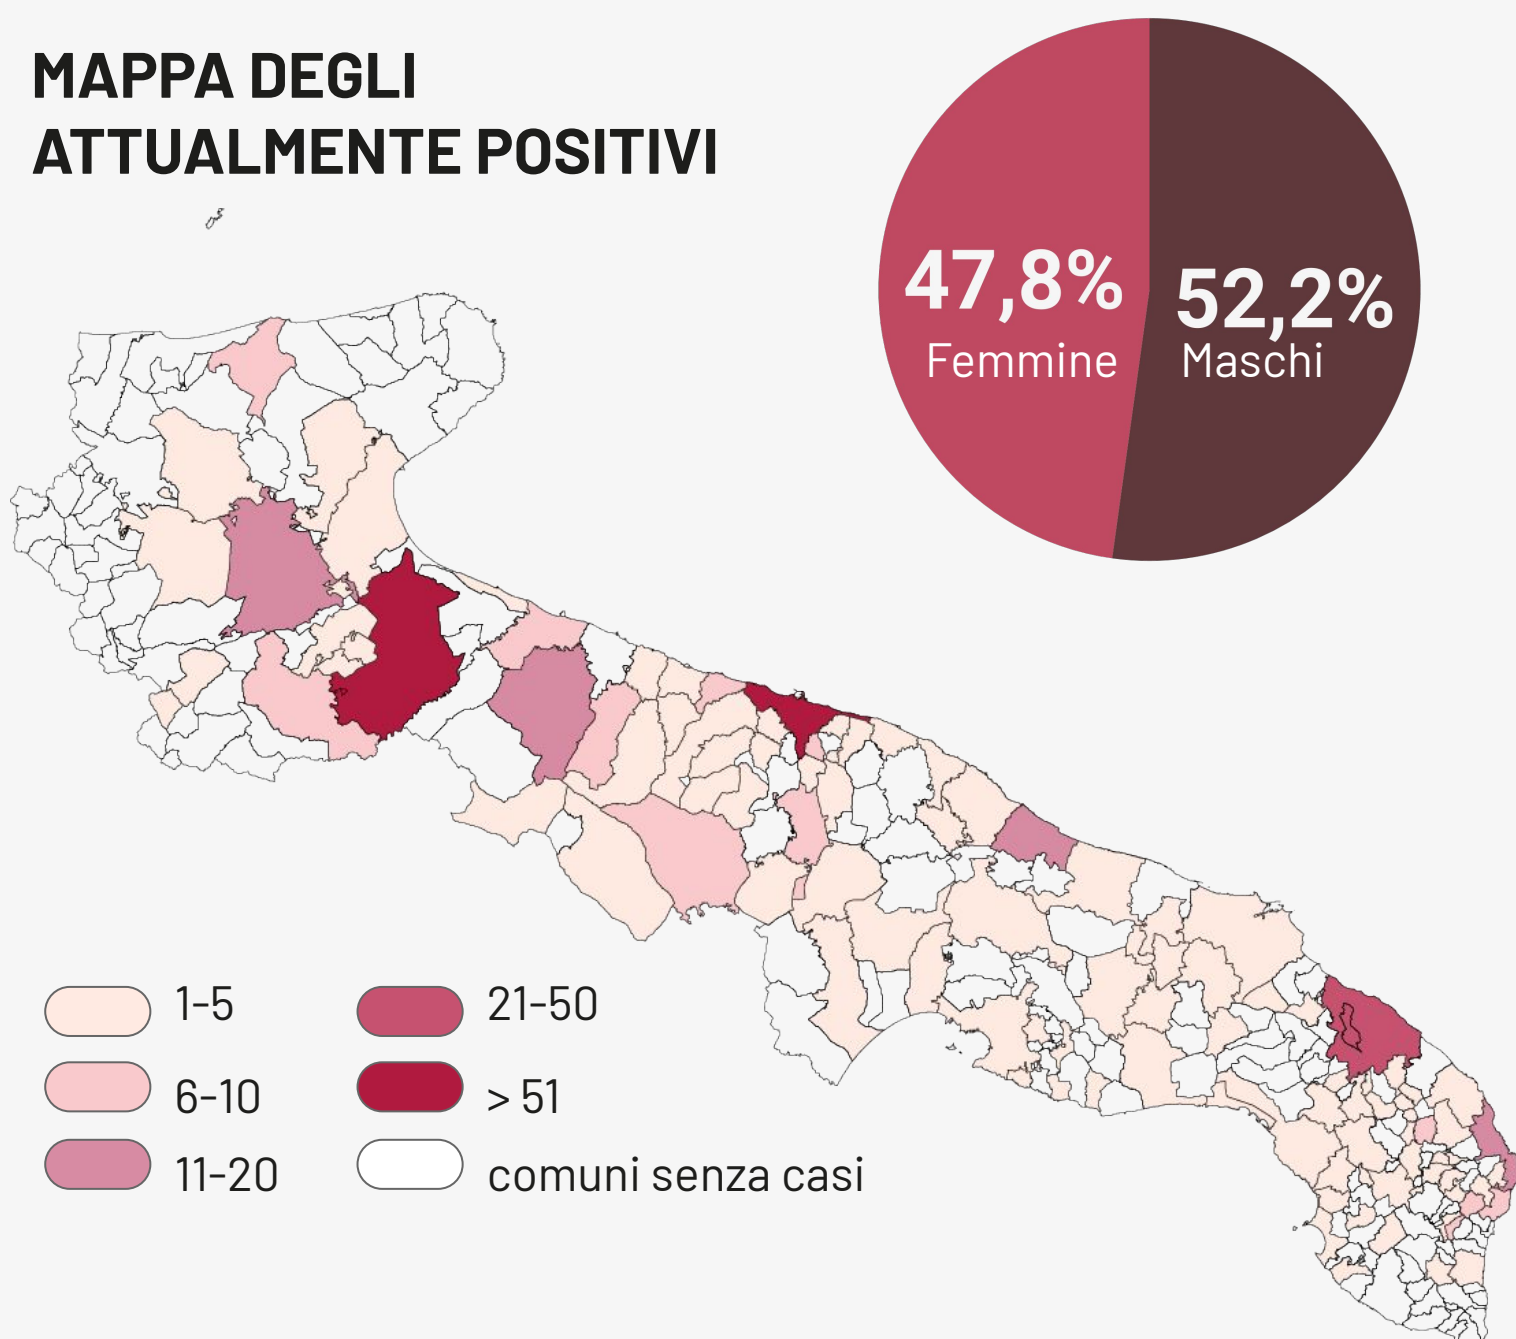 MAPPA DEGLI
ATTUALMENTE POSITIVI
47,8%
Femmine
52,2%
Maschi
1-5
6-10
11-20
21-50
> 51
comuni senza casi